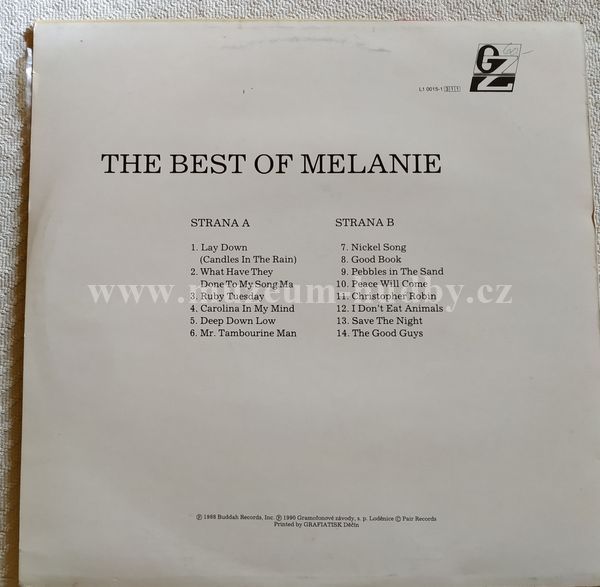 GZ
L1 0015-1 311
THE BEST OF MELANIE
STRANA A
1. Lay Down
(Candles In The Rain)
2. What Have They
Done To My Song Ma
3. Ruby Tuesday
4. Carolina In My Mind
5. Deep Down Low
6. Mr. Tambourine Man
STRANA B
7. Nickel Song
8. Good Book
9. Pebbles in The Sand
10. Peace Will Come
11. Christopher Robin
12. I Don't Eat Animals
13. Save The Night
14. The Good Guys
℗ 1988 Buddah Records, Inc. ℗ 1990 Gramofonové závody, s. p. Loděnice © Pair Records
Printed by GRAFIATISK Děčín